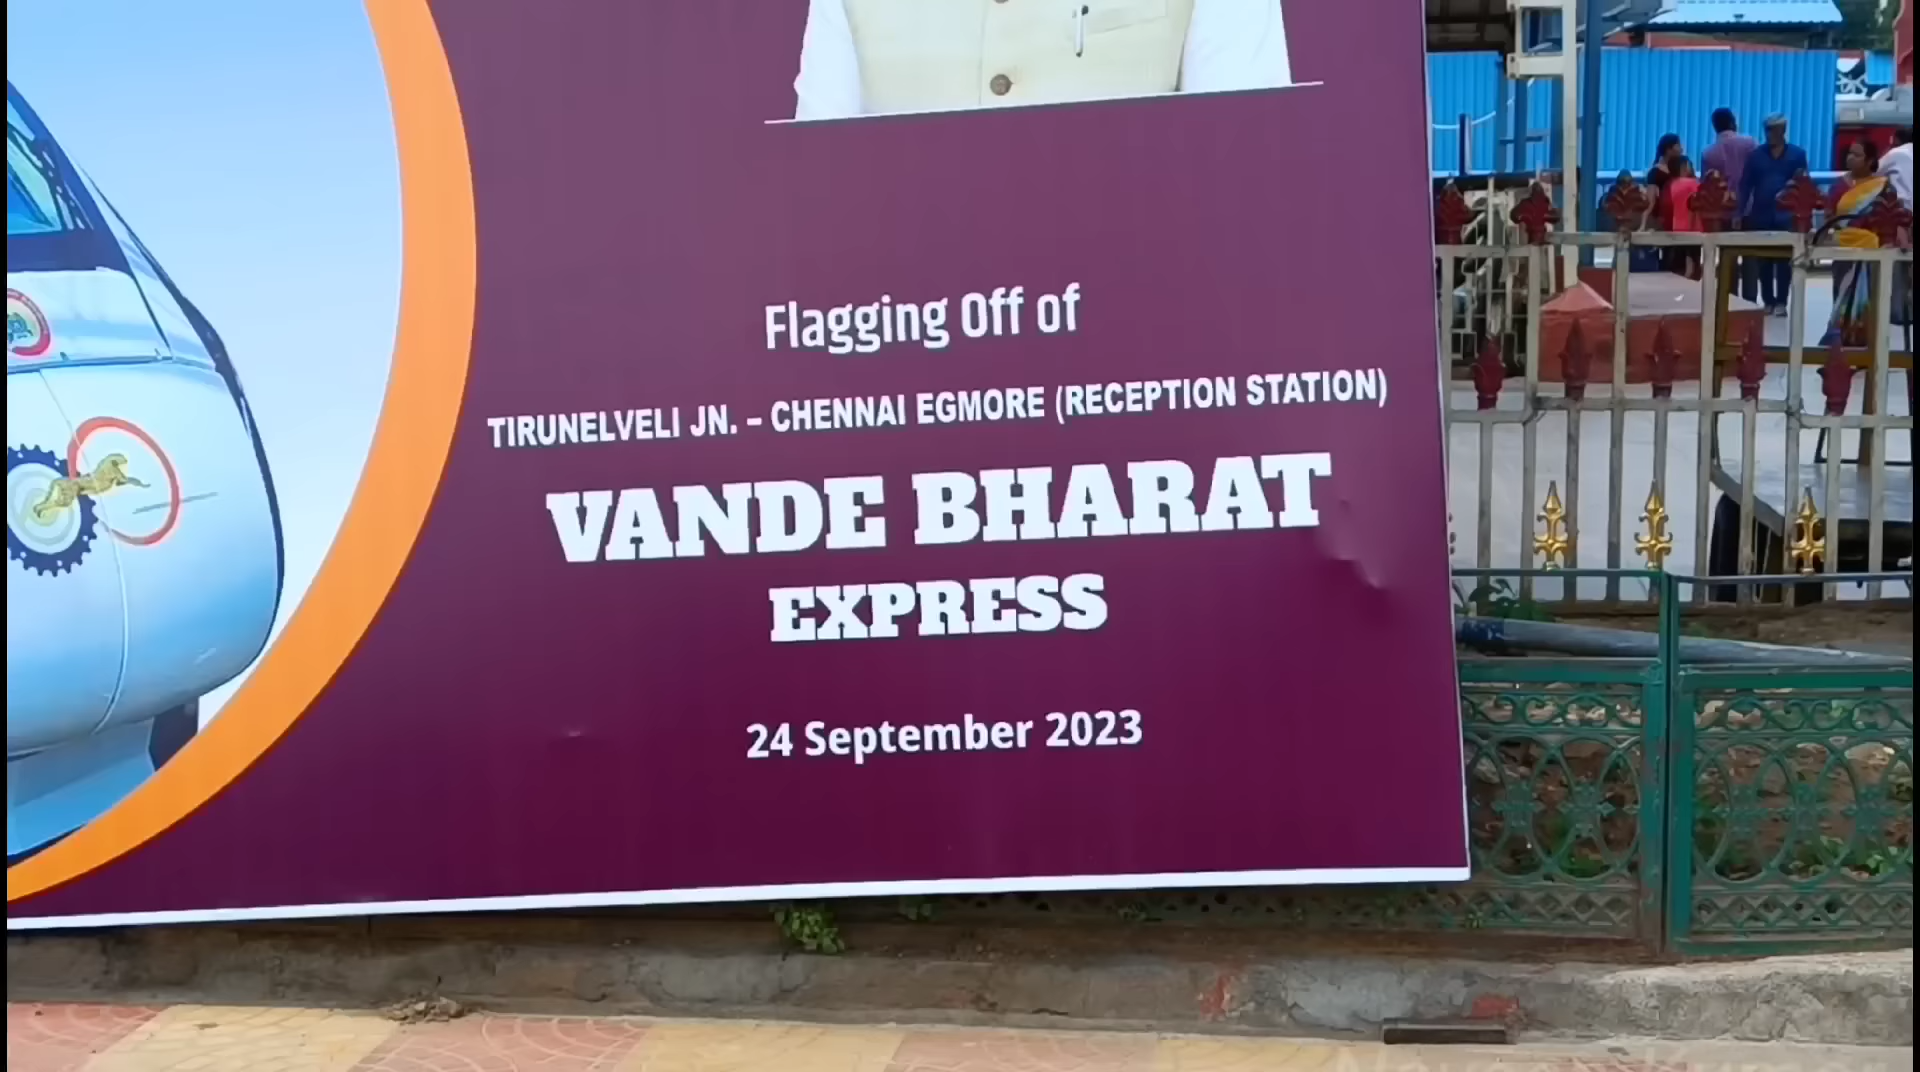 Flagging Off of
TIRUNELVELI JN. – CHENNAI EGMORE (RECEPTION STATION)
VANDE BHARAT
EXPRESS
24 September 2023